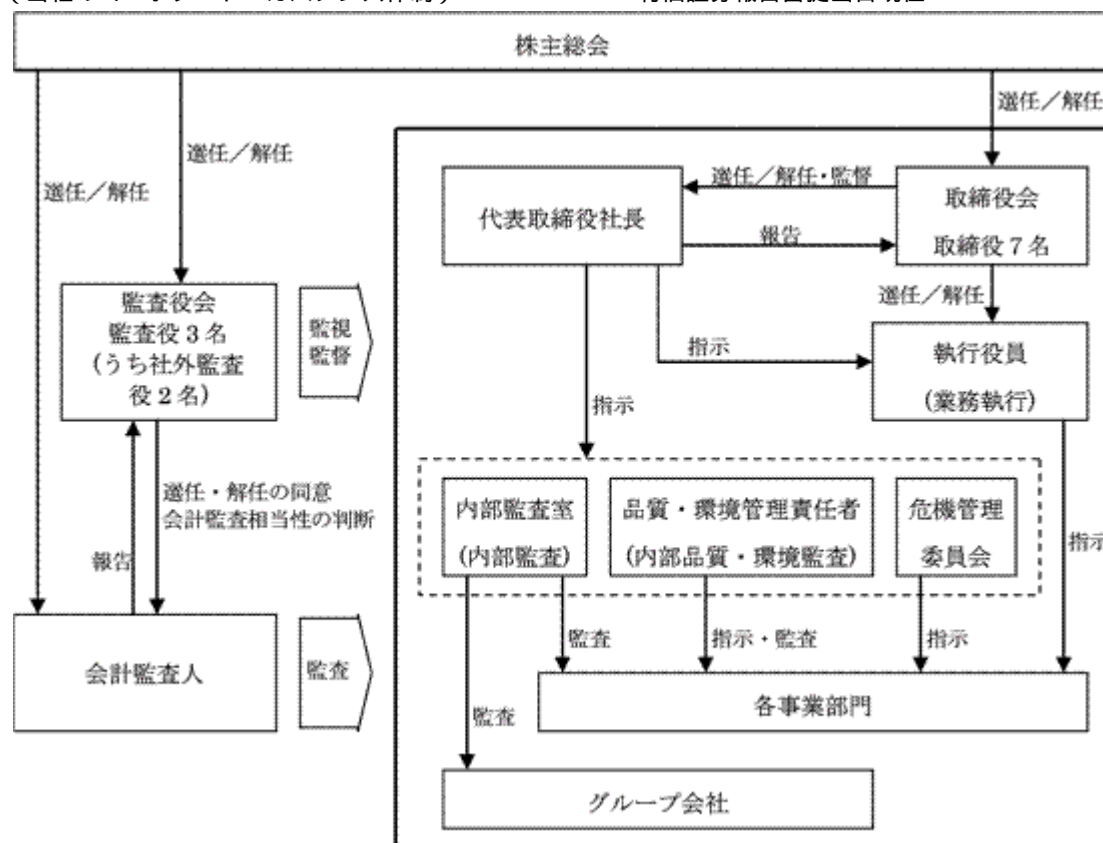 株主総会
選任／解任
選任／解任
選任／解任
選任／解任・監督
代表取締役社長
取締役会
取締役７名
報告
選任／解任
監査役会
監査役３名
(うち社外監査
役２名)
監視
監督
指示
執行役員
(業務執行)
指示
選任・解任の同意
会計監査相当性の判断
報告
内部監査室
(内部監査)
品質・環境管理責任者
(内部品質・環境監査)
危機管理
委員会
指示
監査
指示・監査
指示
会計監査人
監査
各事業部門
監査
グループ会社